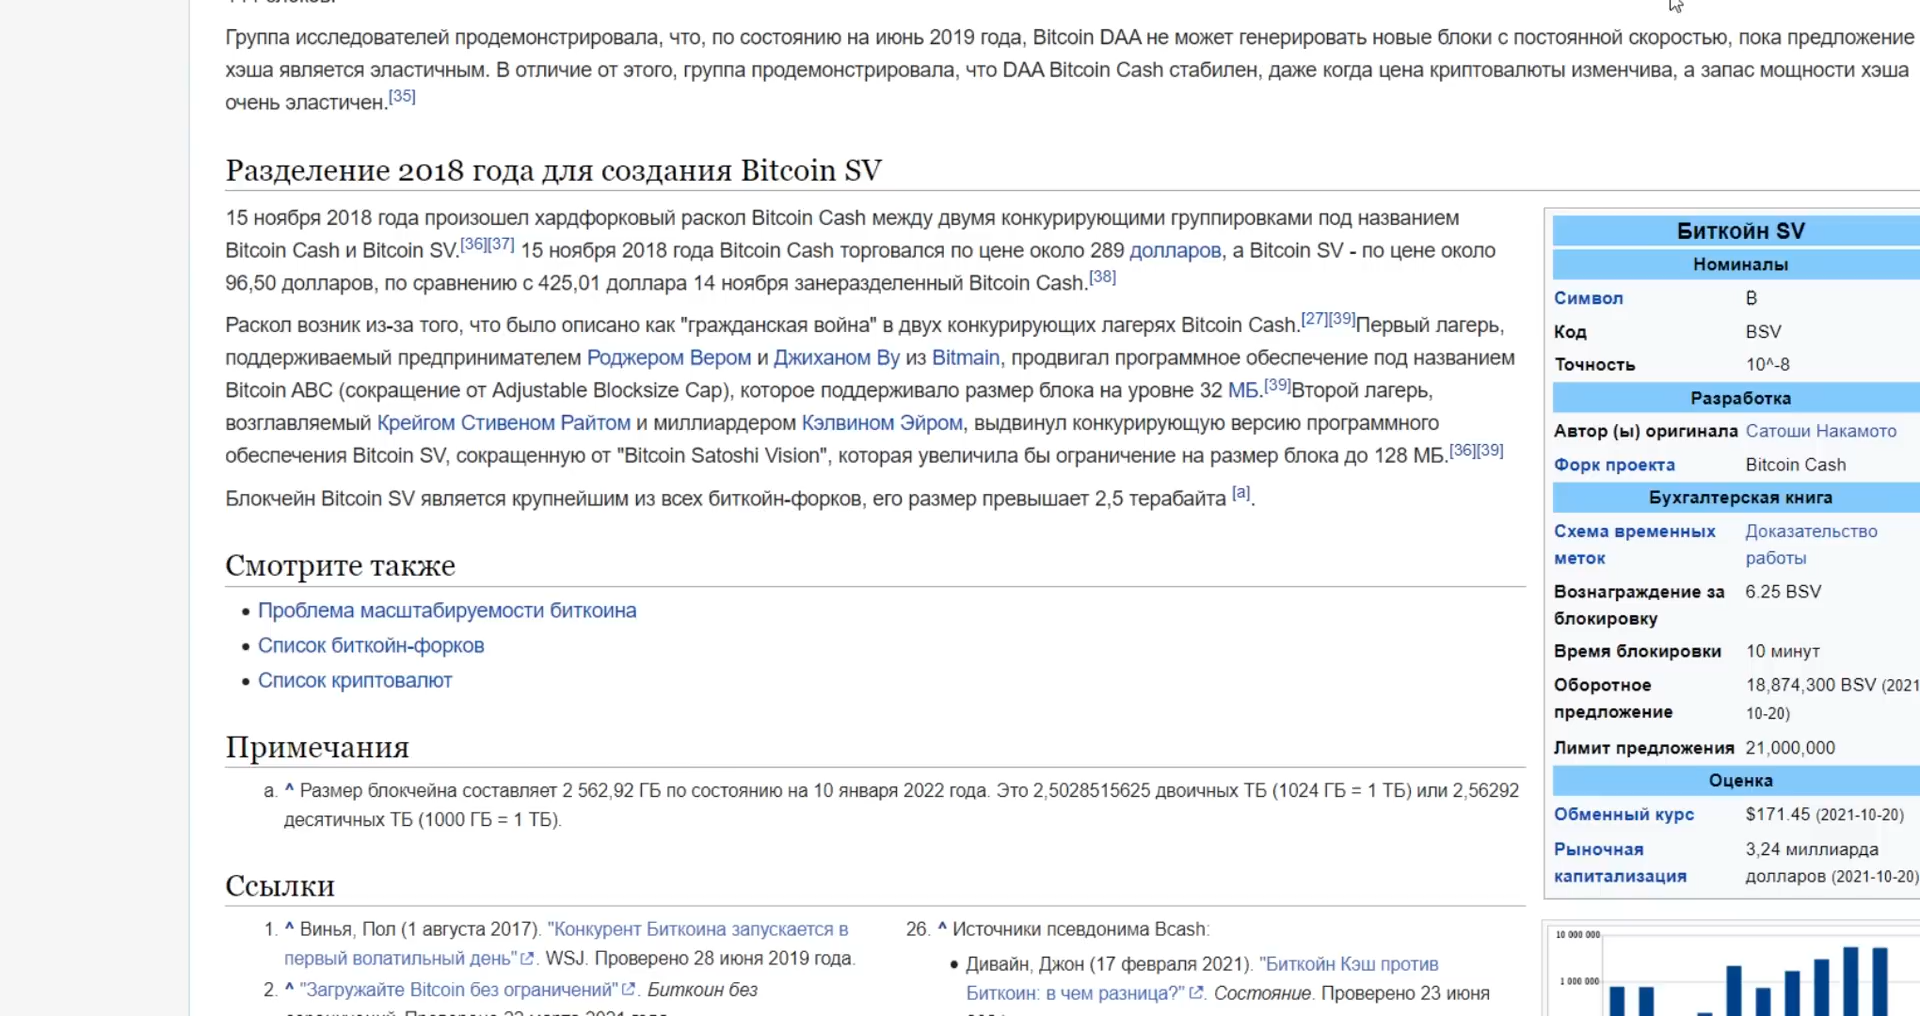 Группа исследователей продемонстрировала, что, по состоянию на июнь 2019 года, Bitcoin DAA не может генерировать новые блоки с постоянной скоростью, пока предложение
хэша является эластичным. В отличие от этого, группа продемонстрировала, что DAA Bitcoin Cash стабилен, даже когда цена криптовалюты изменчива, а запас мощности хэша
очень эластичен.[35]
Разделение 2018 года для создания Bitcoin SV
15 ноября 2018 года произошел хардфорковый раскол Bitcoin Cash между двумя конкурирующими группировками под названием
Bitcoin Cash и Bitcoin SV.[36][37] 15 ноября 2018 года Bitcoin Cash торговался по цене около 289 долларов, а Bitcoin SV - по цене около
96,50 долларов, по сравнению с 425,01 доллара 14 ноября занеразделенный Bitcoin Cash.[38]
Раскол возник из-за того, что было описано как "гражданская война" в двух конкурирующих лагерях Bitcoin Cash.[27][39]Первый лагерь,
поддерживаемый предпринимателем Роджером Вером и Джиханом Ву из Bitmain, продвигал программное обеспечение под названием
Bitcoin ABC (сокращение от Adjustable Blocksize Cap), которое поддерживало размер блока на уровне 32 МБ.[39]Второй лагерь,
возглавляемый Крейгом Стивеном Райтом и миллиардером Кэлвином Эйром, выдвинул конкурирующую версию программного
обеспечения Bitcoin SV, сокращенную от "Bitcoin Satoshi Vision", которая увеличила бы ограничение на размер блока до 128 МБ.[36][39]
Блокчейн Bitcoin SV является крупнейшим из всех биткойн-форков, его размер превышает 2,5 терабайта [a].
Смотрите также
• Проблема масштабируемости биткоина
• Список биткойн-форков
• Список криптовалют
Примечания
a. ^ Размер блокчейна составляет 2 562,92 ГБ по состоянию на 10 января 2022 года. Это 2,5028515625 двоичных ТБ (1024 ГБ = 1 ТБ) или 2,56292
десятичных ТБ (1000 ГБ = 1 ТБ).
Ссылки
1. ^ Винья, Пол (1 августа 2017). "Конкурент Биткоина запускается в
первый волатильный день". WSJ. Проверено 28 июня 2019 года.
2. ^ "Загружайте Bitcoin без ограничений". Биткоин без
26. ^ Источники псевдонима Bcash:
• Дивайн, Джон (17 февраля 2021). "Биткойн Кэш против
Биткоин: в чем разница?". Состояние. Проверено 23 июня
Биткойн SV
Номиналы
Символ ₿
Код BSV
Точность 10^-8
Разработка
Автор (ы) оригинала Сатоши Накамото
Форк проекта Bitcoin Cash
Бухгалтерская книга
Схема временных Доказательство
меток работы
Вознаграждение за 6.25 BSV
блокировку
Время блокировки 10 минут
Оборотное 18,874,300 BSV (2021
предложение 10-20)
Лимит предложения 21,000,000
Оценка
Обменный курс $171.45 (2021-10-20)
Рыночная 3,24 миллиарда
капитализация долларов (2021-10-20)
10 000 000
1 000 000